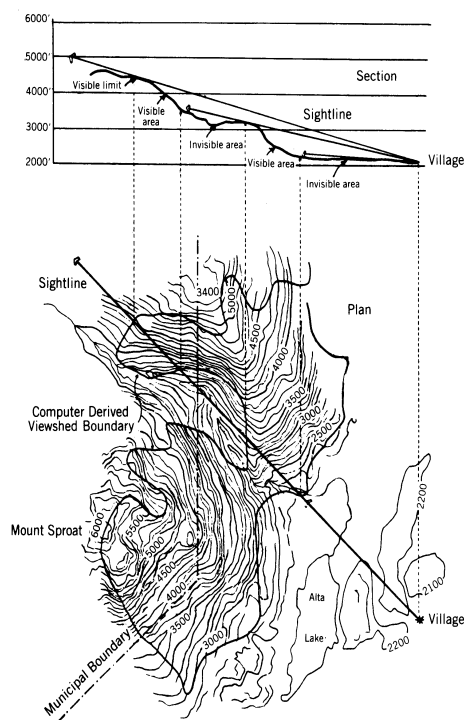 6000'
5000'
4000'
3000'
2000'
Section
Visible limit
Visible
area
Sightline
Invisible area
Visible area
Village
Invisible area
Sightline
3400
5000
4500
Plan
4000
3500
3000
2500
Computer Derived
Viewshed Boundary
2200
Mount Sproat
6000
5500
5000
4500
4000
3500
3000
2100
Alta
Lake
Village
2200
Municipal Boundary